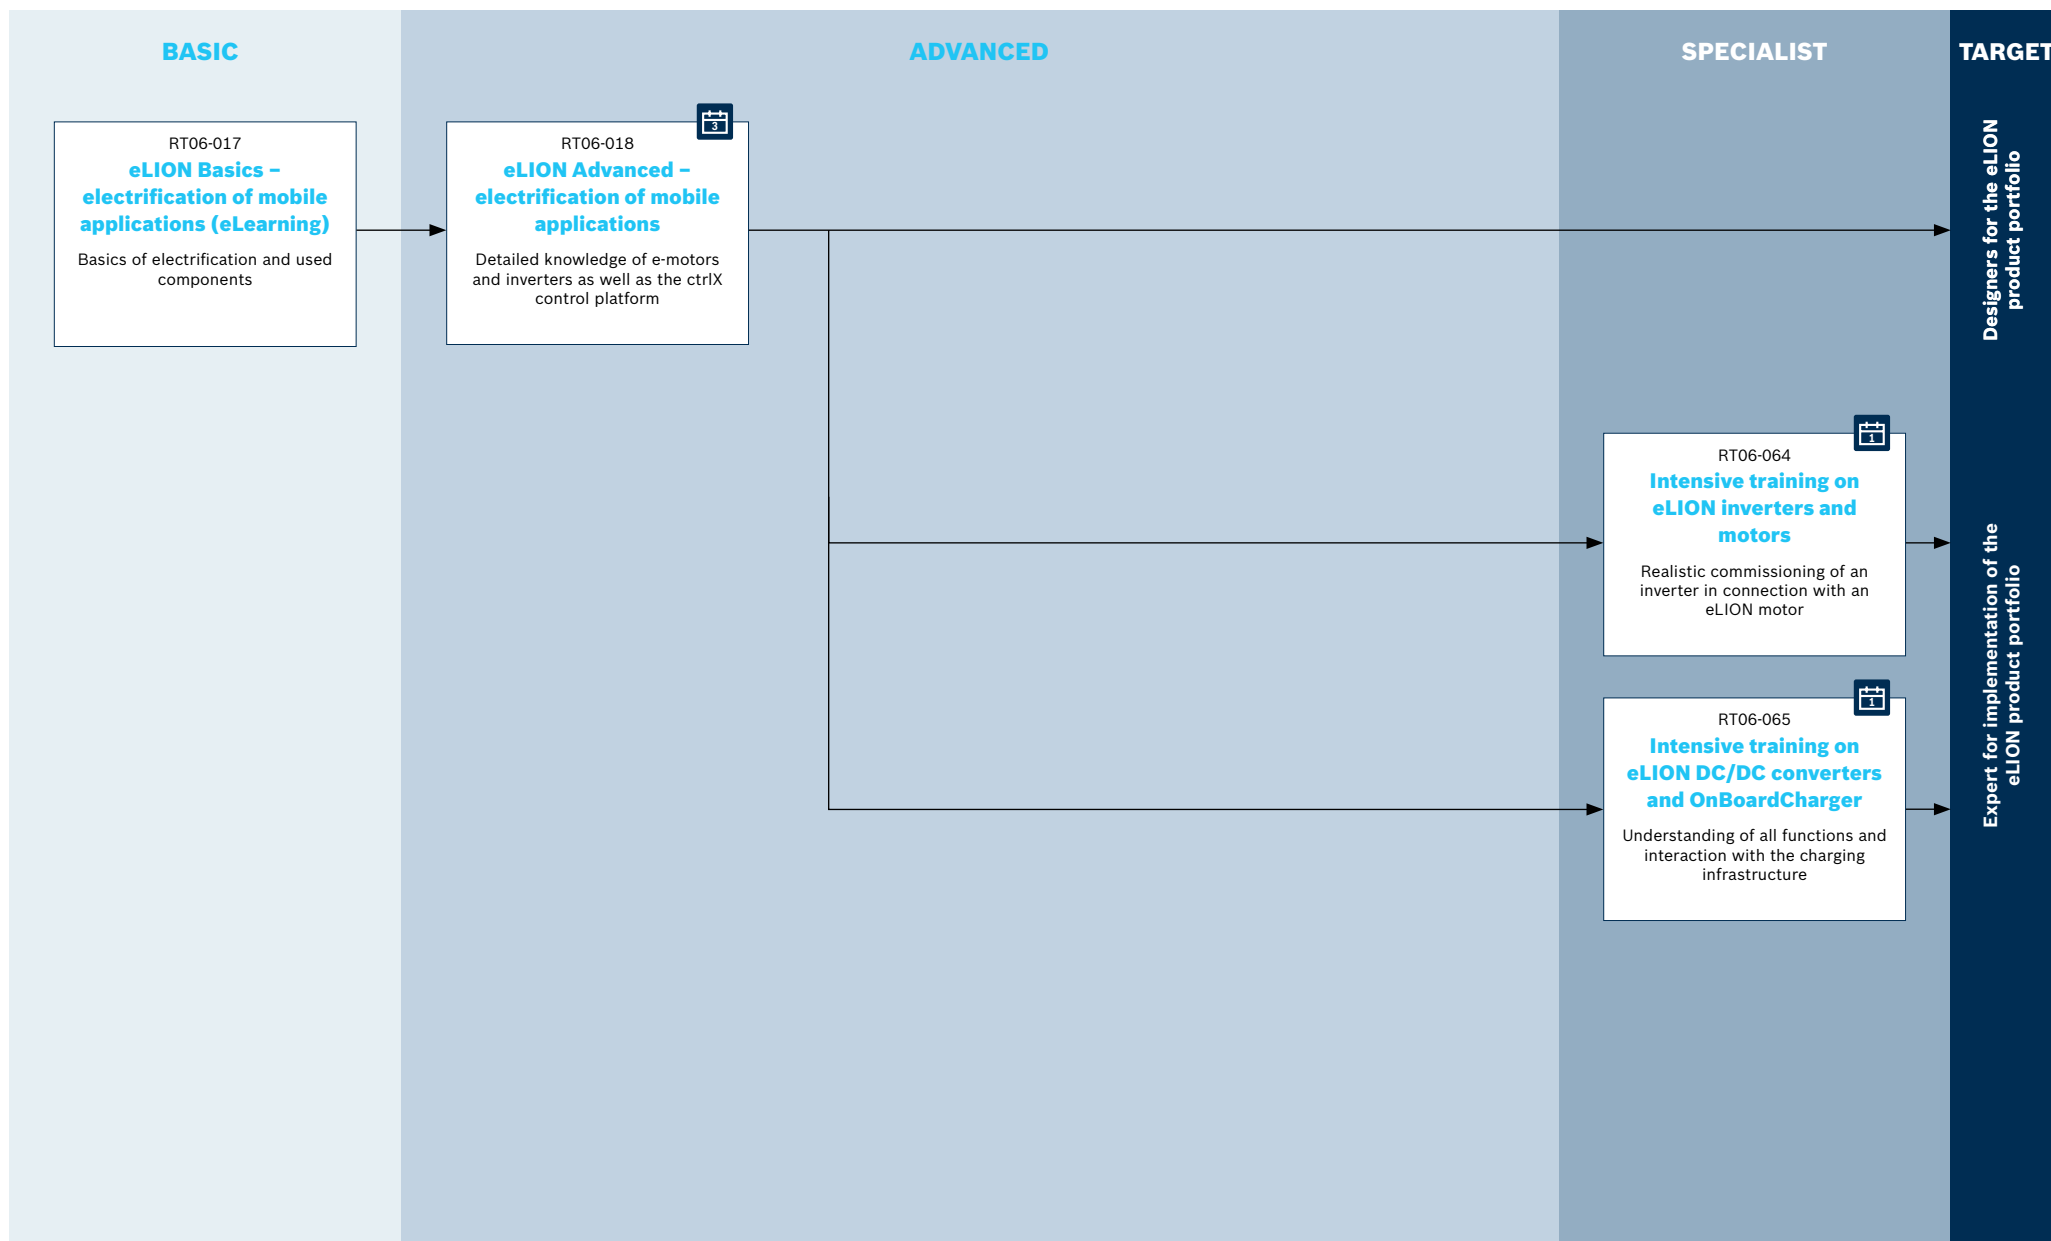 BASIC
ADVANCED
SPECIALIST
TARGET
RT06-017
eLION Basics –
electrification of mobile
applications (eLearning)
Basics of electrification and used
components
3
RT06-018
eLION Advanced –
electrification of mobile
applications
Detailed knowledge of e-motors
and inverters as well as the ctrlX
control platform
Designers for the eLION
product portfolio
1
RT06-064
Intensive training on
eLION inverters and
motors
Realistic commissioning of an
inverter in connection with an
eLION motor
1
RT06-065
Intensive training on
eLION DC/DC converters
and OnBoardCharger
Understanding of all functions and
interaction with the charging
infrastructure
Expert for implementation of the
eLION product portfolio